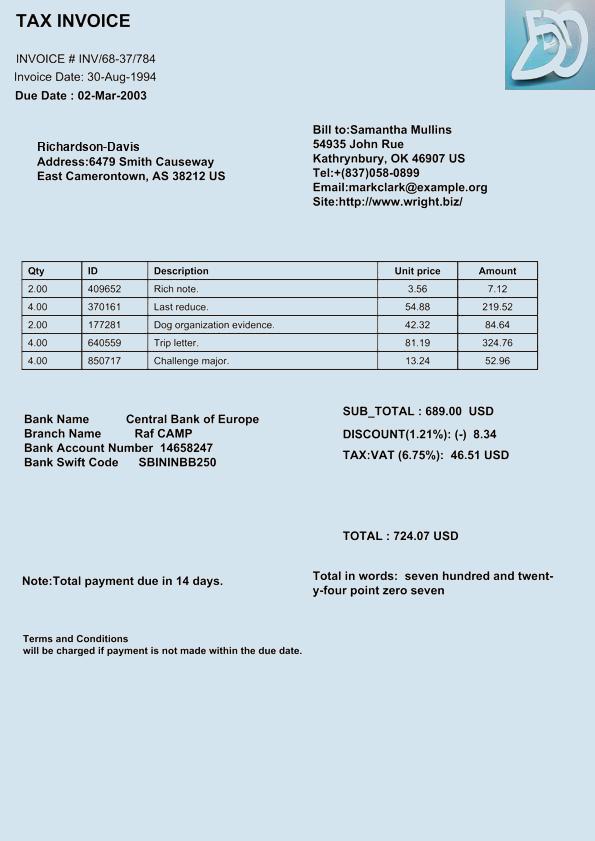 TAX INVOICE
INVOICE # INV/68-37/784
Invoice Date: 30-Aug-1994
Due Date : 02-Mar-2003
Richardson-Davis
Address:6479 Smith Causeway
East Camerontown, AS 38212 US
Bill to:Samantha Mullins
54935 John Rue
Kathrynbury, OK 46907 US
Tel:+(837)058-0899
Email:markclark@example.org
Site:http://www.wright.biz/
Qty ID Description Unit price Amount
2.00 409652 Rich note. 3.56 7.12
4.00 370161 Last reduce. 54.88 219.52
2.00 177281 Dog organization evidence. 42.32 84.64
4.00 640559 Trip letter. 81.19 324.76
4.00 850717 Challenge major. 13.24 52.96
Bank Name Central Bank of Europe
Branch Name Raf CAMP
Bank Account Number 14658247
Bank Swift Code SBININBB250
SUB_TOTAL : 689.00 USD
DISCOUNT(1.21%): (-) 8.34
TAX:VAT (6.75%): 46.51 USD
TOTAL : 724.07 USD
Note:Total payment due in 14 days.
Total in words: seven hundred and twent-
y-four point zero seven
Terms and Conditions
will be charged if payment is not made within the due date.